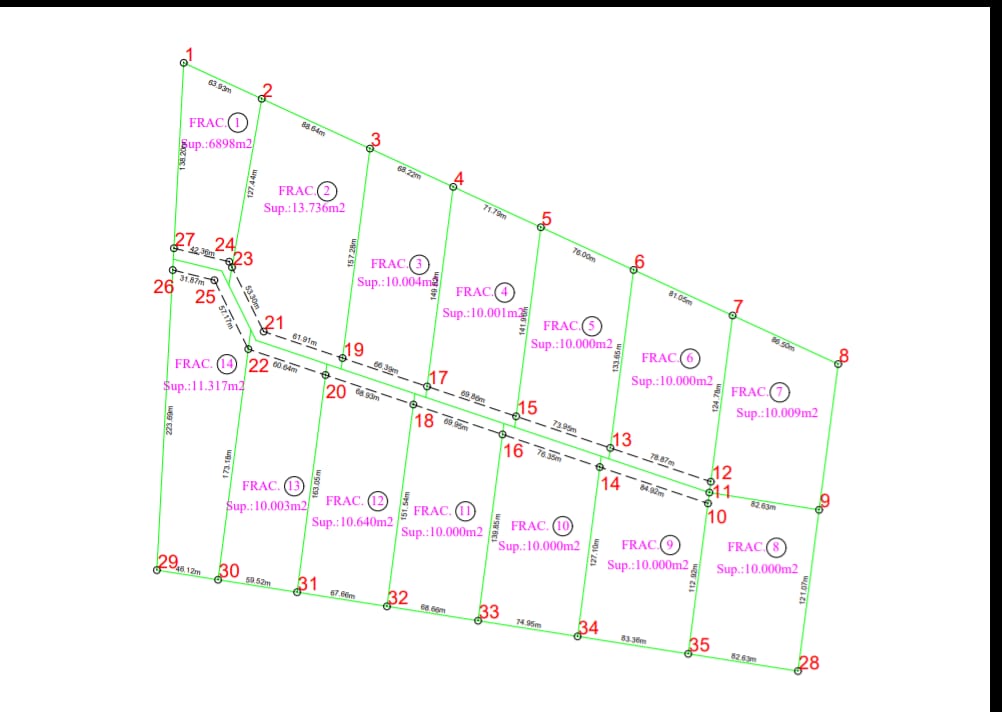 1
63.93m
2
FRAC. 1
Sup.:6898m2
138.20m
88.64m
3
127.44m
FRAC. 2
Sup.:13.736m2
68.22m
4
71.79m
5
157.28m
FRAC. 3
Sup.:10.004m2
76.00m
6
FRAC. 4
Sup.:10.001m2
81.05m
7
FRAC. 5
Sup.:10.000m2
133.65m
86.50m
8
FRAC. 6
Sup.:10.000m2
124.78m
FRAC. 7
Sup.:10.009m2
27
42.36m
24
23
26
31.87m
25
53.30m
57.17m
21
61.91m
19
66.39m
17
69.86m
15
73.95m
13
78.87m
12
11
10
82.63m
9
22
60.64m
20
68.93m
18
69.95m
16
76.35m
14
84.92m
FRAC. 14
Sup.:11.317m2
223.69m
173.18m
FRAC. 13
Sup.:10.003m2
163.05m
FRAC. 12
Sup.:10.640m2
151.54m
FRAC. 11
Sup.:10.000m2
139.85m
FRAC. 10
Sup.:10.000m2
127.10m
FRAC. 9
Sup.:10.000m2
112.92m
FRAC. 8
Sup.:10.000m2
121.07m
29
46.12m
30
59.52m
31
67.66m
32
68.66m
33
74.95m
34
83.36m
35
82.63m
28